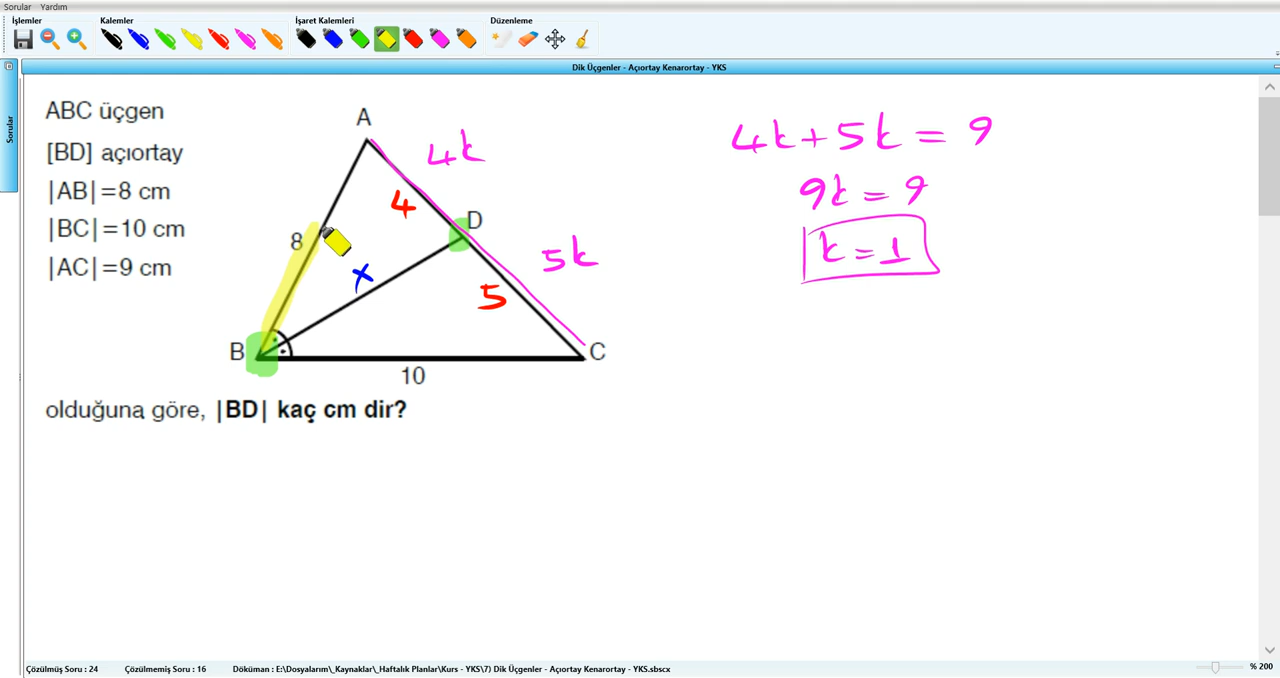 Sorular Yardım
İşlemler Kalemler İşaret Kalemleri Düzenleme
Dik Üçgenler - Açıortay Kenarortay - YKS
Sorular
ABC üçgen
[BD] açıortay
|AB|=8 cm
|BC|=10 cm
|AC|=9 cm
A
4k
4
D
8
x
5k
5
B
C
10
olduğuna göre, |BD| kaç cm dir?
4k+5k=9
9k=9
k=1
Çözülmüş Soru : 24 Çözülmemiş Soru : 16 Döküman : E:\Dosyalarım\_Kaynaklar\_Haftalık Planlar\Kurs - YKS\7) Dik Üçgenler - Açıortay Kenarortay - YKS.sbscx % 200